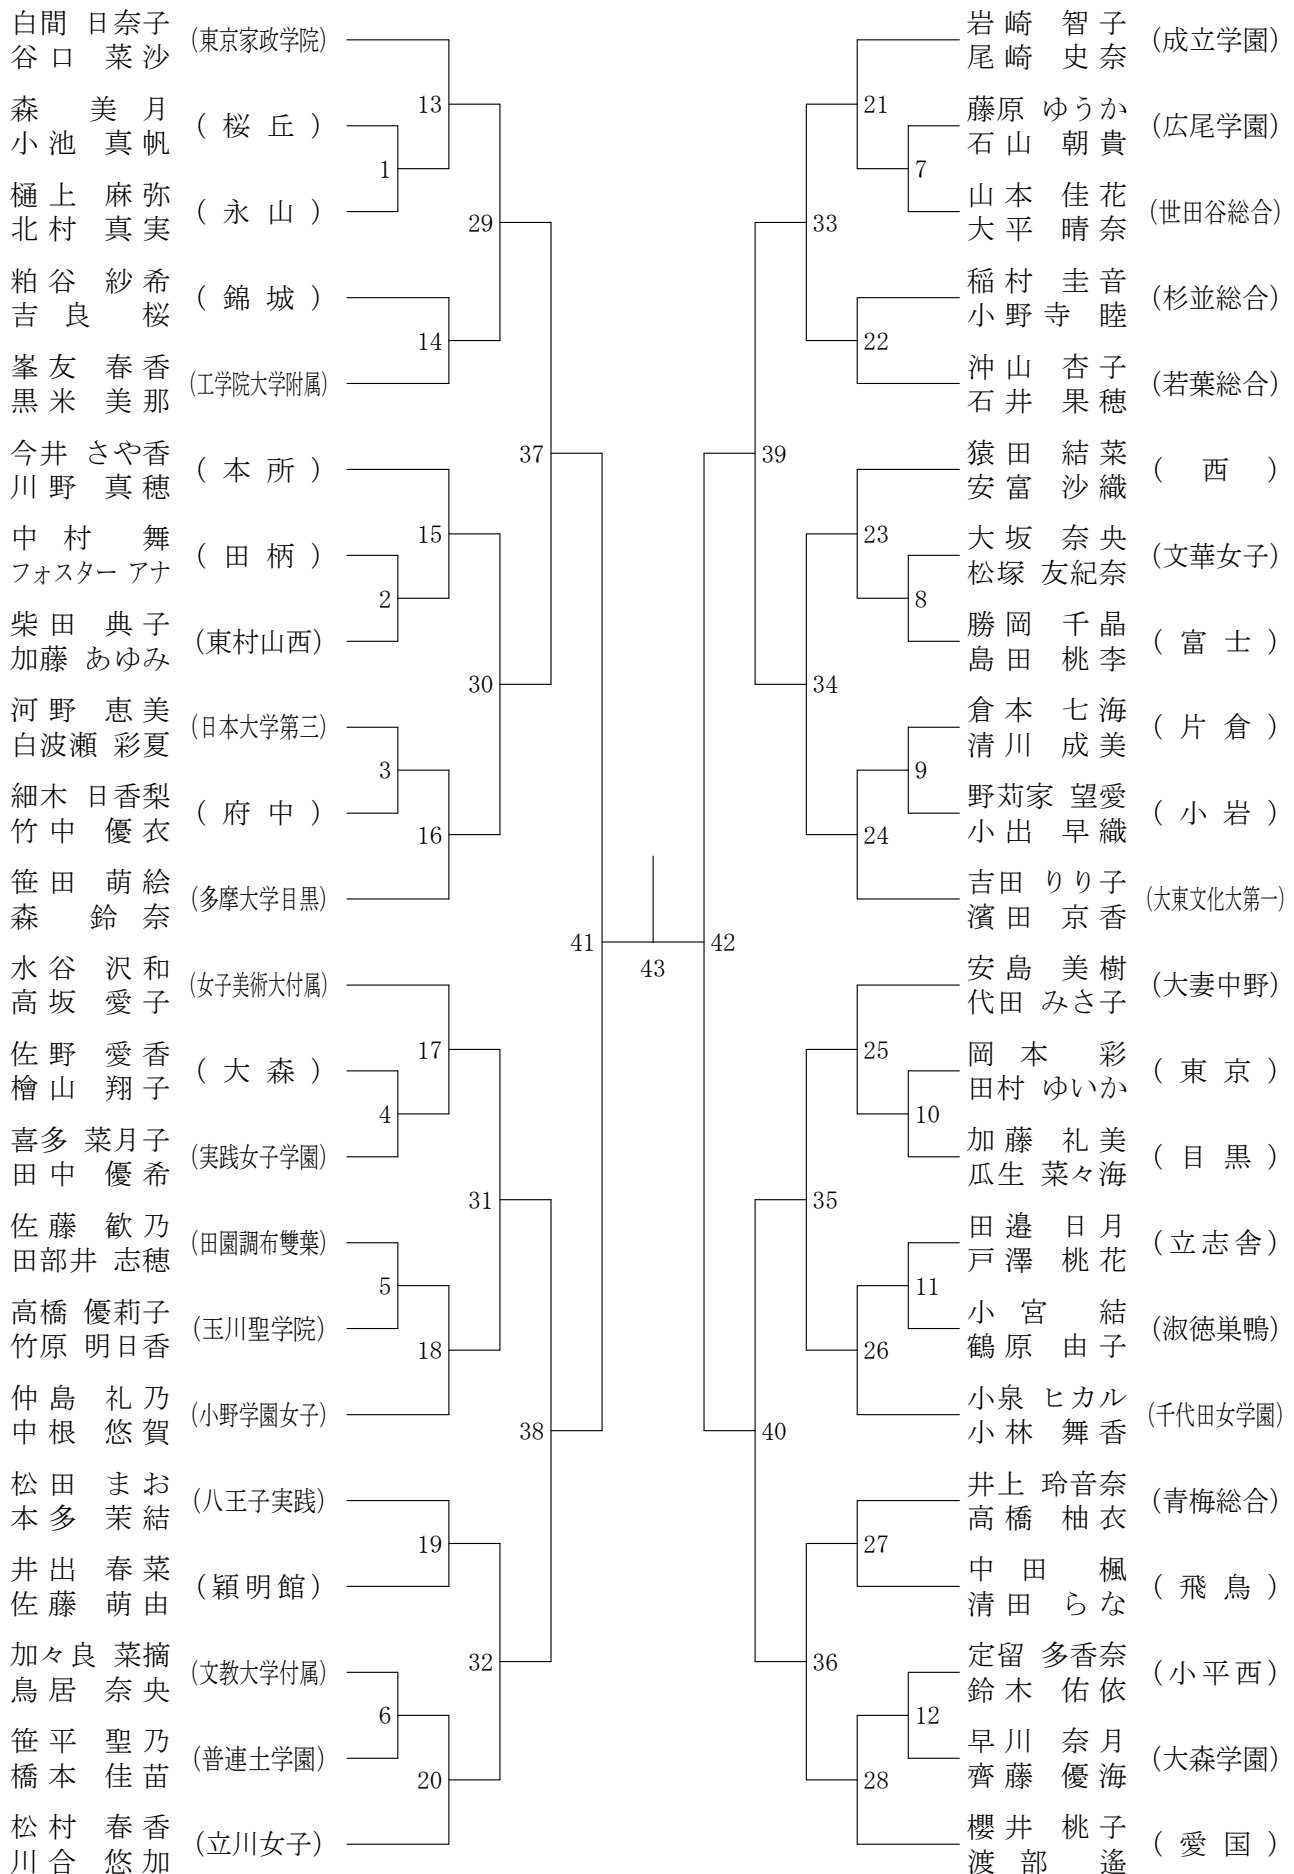 白間 日奈子
谷口 菜沙 (東京家政学院)
森 美月
小池 真帆 (桜丘)
樋上 麻弥
北村 真実 (永山)
粕谷 紗希
吉良 桜 (錦城)
峯友 春香
黒米 美那 (工学院大学附属)
今井 さや香
川野 真穂 (本所)
中村 舞
フォスター アナ (田柄)
柴田 典子
加藤 あゆみ (東村山西)
河野 恵美
白波瀬 彩夏 (日本大学第三)
細木 日香梨
竹中 優衣 (府中)
笹田 萌絵
森 鈴奈 (多摩大学目黒)
水谷 沢和
高坂 愛子 (女子美術大付属)
佐野 愛香
檜山 翔子 (大森)
喜多 菜月子
田中 優希 (実践女子学園)
佐藤 歓乃
田部井 志穂 (田園調布雙葉)
高橋 優莉子
竹原 明日香 (玉川聖学院)
仲島 礼乃
中根 悠賀 (小野学園女子)
松田 まお
本多 茉結 (八王子実践)
井出 春菜
佐藤 萌由 (穎明館)
加々良 菜摘
鳥居 奈央 (文教大学付属)
笹平 聖乃
橋本 佳苗 (普連土学園)
松村 春香
川合 悠加 (立川女子)
13
1
29
14
37
15
2
30
3
16
41
17
4
31
5
18
38
19
32
6
20
43
42
21
7
33
22
39
23
8
34
9
24
25
10
35
11
26
40
27
36
12
28
岩崎 智子
尾崎 史奈 (成立学園)
藤原 ゆうか
石山 朝貴 (広尾学園)
山本 佳花
大平 晴奈 (世田谷総合)
稲村 圭音
小野寺 睦 (杉並総合)
沖山 杏子
石井 果穂 (若葉総合)
猿田 結菜
安富 沙織 (西)
大坂 奈央
松塚 友紀奈 (文華女子)
勝岡 千晶
島田 桃李 (富士)
倉本 七海
清川 成美 (片倉)
野苅家 望愛
小出 早織 (小岩)
吉田 りり子
濱田 京香 (大東文化大第一)
安島 美樹
代田 みさ子 (大妻中野)
岡本 彩
田村 ゆいか (東京)
加藤 礼美
瓜生 菜々海 (目黒)
田邉 日月
戸澤 桃花 (立志舎)
小宮 結
鶴原 由子 (淑徳巣鴨)
小泉 ヒカル
小林 舞香 (千代田女学園)
井上 玲音奈
高橋 柚衣 (青梅総合)
中田 楓
清田 らな (飛鳥)
定留 多香奈
鈴木 佑依 (小平西)
早川 奈月
齊藤 優海 (大森学園)
櫻井 桃子
渡部 遙 (愛国)